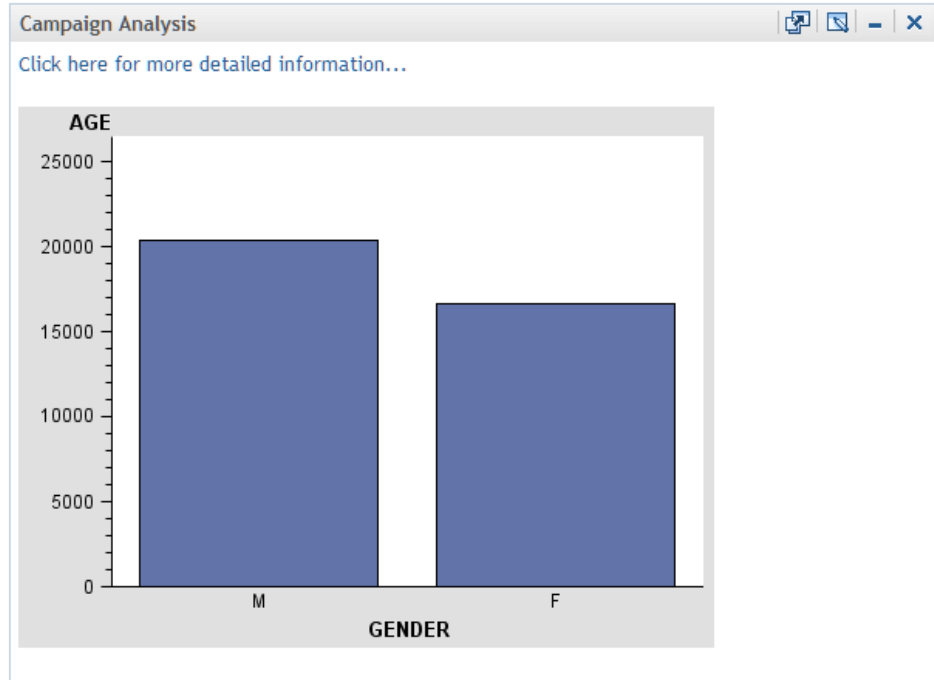 Campaign Analysis
Click here for more detailed information...
AGE
25000
20000
15000
10000
5000
0
M F
GENDER